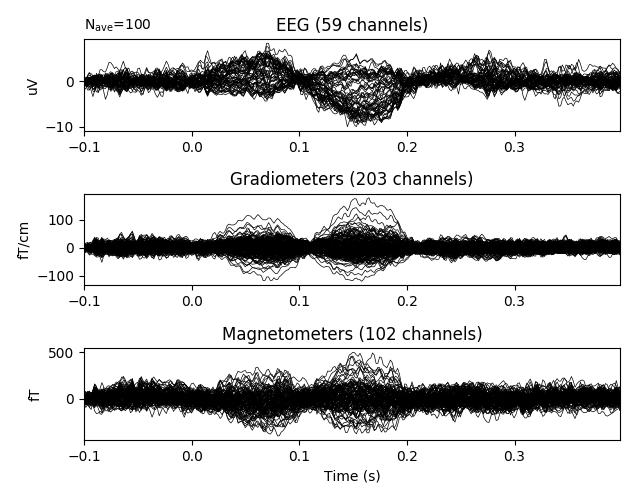 N_ave=100 EEG (59 channels)
uV
0
−10
−0.1 0.0 0.1 0.2 0.3
Gradiometers (203 channels)
fT/cm
100
0
−100
−0.1 0.0 0.1 0.2 0.3
Magnetometers (102 channels)
fT
500
0
−0.1 0.0 0.1 0.2 0.3
Time (s)